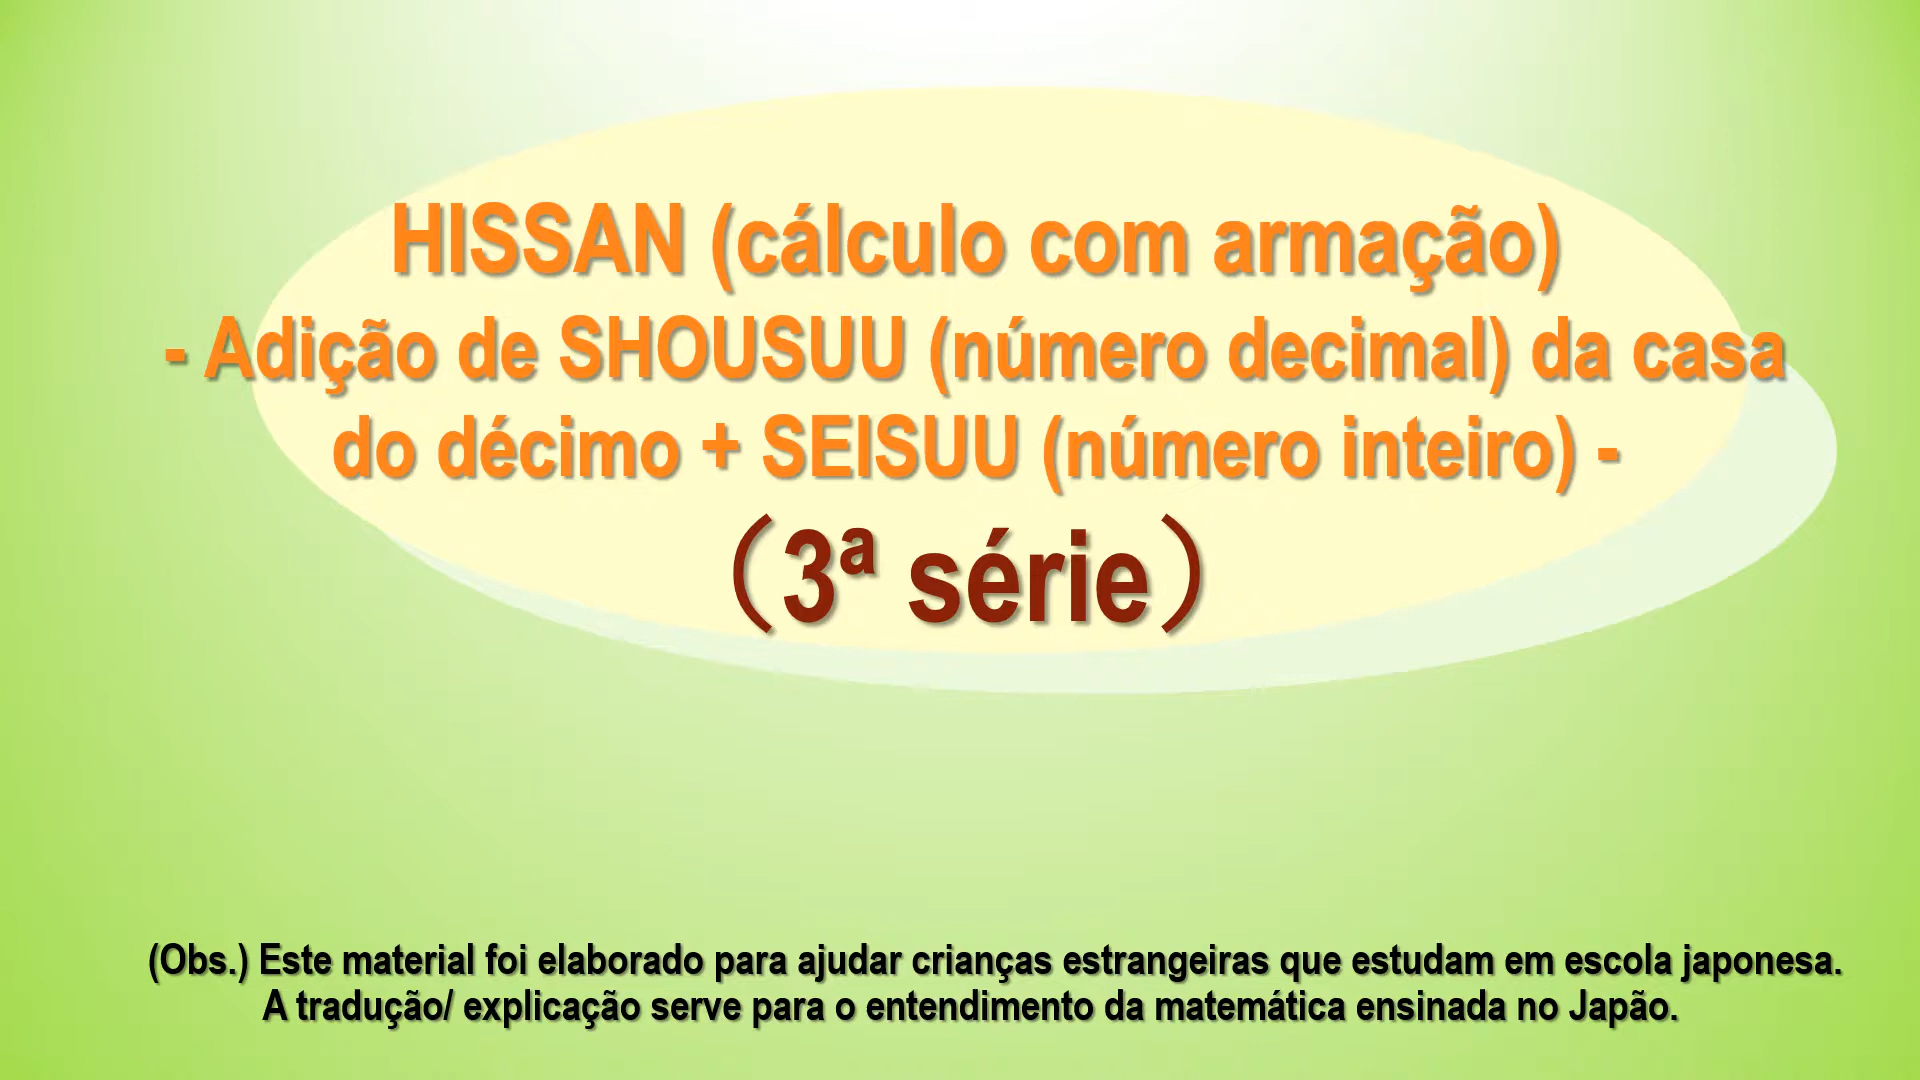 HISSAN (cálculo com armação)
- Adição de SHOUSUU (número decimal) da casa
do décimo + SEISUU (número inteiro) -
（3ª série）
(Obs.) Este material foi elaborado para ajudar crianças estrangeiras que estudam em escola japonesa.
A tradução/ explicação serve para o entendimento da matemática ensinada no Japão.